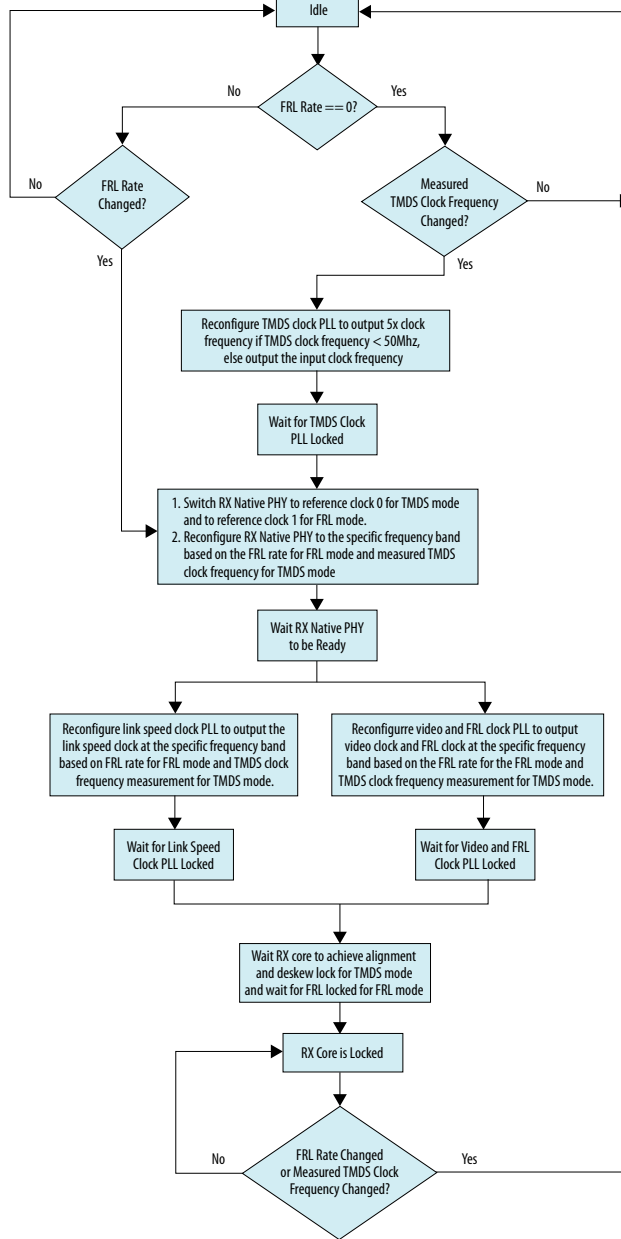 Idle
No
FRL Rate == 0?
Yes
No
FRL Rate
Changed?
Yes
Measured
TMDS Clock Frequency
Changed?
No
Yes
Reconfigure TMDS clock PLL to output 5x clock
frequency if TMDS clock frequency < 50Mhz,
else output the input clock frequency
Wait for TMDS Clock
PLL Locked
1. Switch RX Native PHY to reference clock 0 for TMDS mode
and to reference clock 1 for FRL mode.
2. Reconfigure RX Native PHY to the specific frequency band
based on the FRL rate for FRL mode and measured TMDS
clock frequency for TMDS mode
Wait RX Native PHY
to be Ready
Reconfigure link speed clock PLL to output the
link speed clock at the specific frequency band
based on FRL rate for FRL mode and TMDS clock
frequency measurement for TMDS mode.
Reconfigurre video and FRL clock PLL to output
video clock and FRL clock at the specific frequency
band based on the FRL rate for the FRL mode and
TMDS clock frequency measurement for TMDS mode.
Wait for Link Speed
Clock PLL Locked
Wait for Video and FRL
Clock PLL Locked
Wait RX core to achieve alignment
and deskew lock for TMDS mode
and wait for FRL locked for FRL mode
RX Core is Locked
No
FRL Rate Changed
or Measured TMDS Clock
Frequency Changed?
Yes